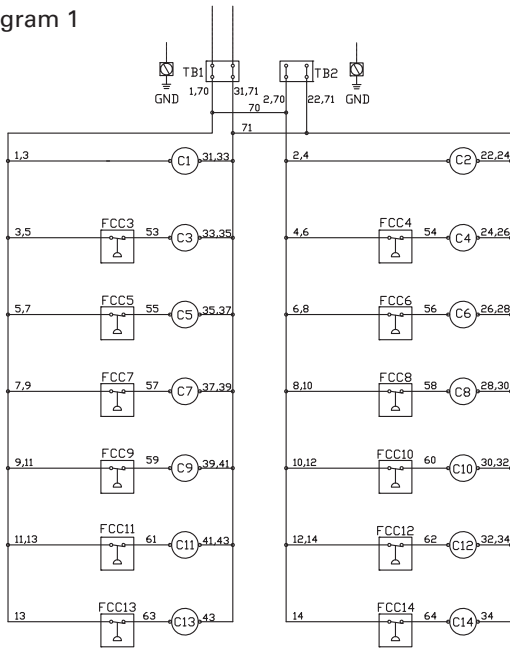 gram 1
TB1
TB2
GND
1,70
31,71
2,70
22,71
GND
70
71
1,3
C1
31,33
2,4
C2
22,24
FCC3
3,5
53
C3
33,35
FCC4
4,6
54
C4
24,26
FCC5
5,7
55
C5
35,37
FCC6
6,8
56
C6
26,28
FCC7
7,9
57
C7
37,39
FCC8
8,10
58
C8
28,30
FCC9
9,11
59
C9
39,41
FCC10
10,12
60
C10
30,32
FCC11
11,13
61
C11
41,43
FCC12
12,14
62
C12
32,34
FCC13
13
63
C13
43
FCC14
14
64
C14
34